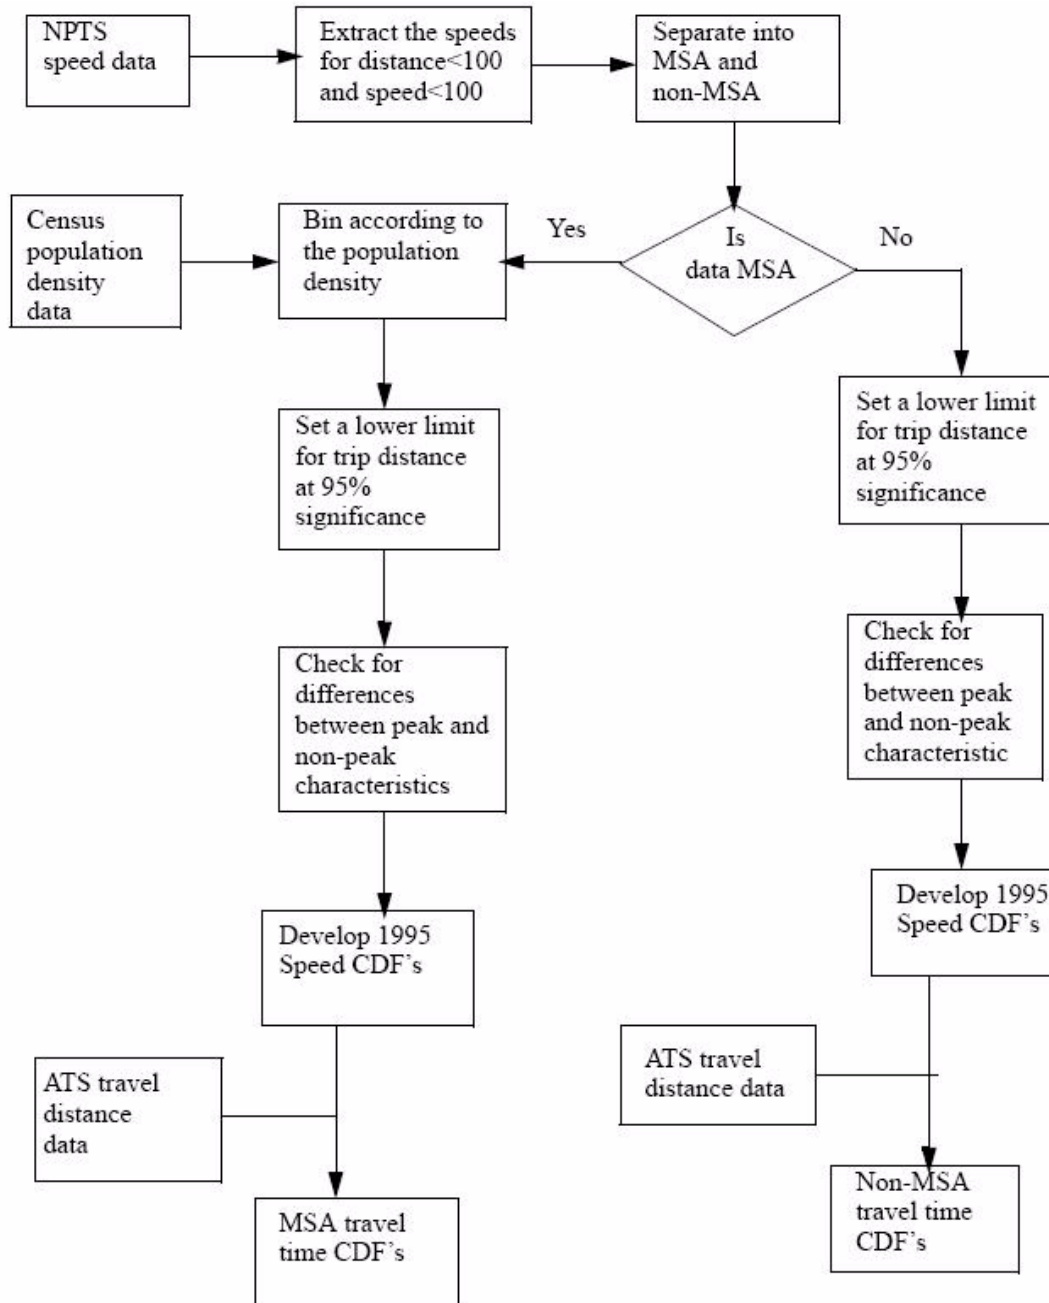 NPTS
speed data
Extract the speeds
for distance<100
and speed<100
Separate into
MSA and
non-MSA
Census
population
density
data
Bin according to
the population
density
Yes
Is
data MSA
No
Set a lower limit
for trip distance
at 95%
significance
Set a lower limit
for trip distance
at 95%
significance
Check for
differences
between peak and
non-peak
characteristics
Check for
differences
between peak
and non-peak
characteristic
Develop 1995
Speed CDF's
Develop 1995
Speed CDF's
ATS travel
distance
data
ATS travel
distance data
MSA travel
time CDF's
Non-MSA
travel time
CDF's